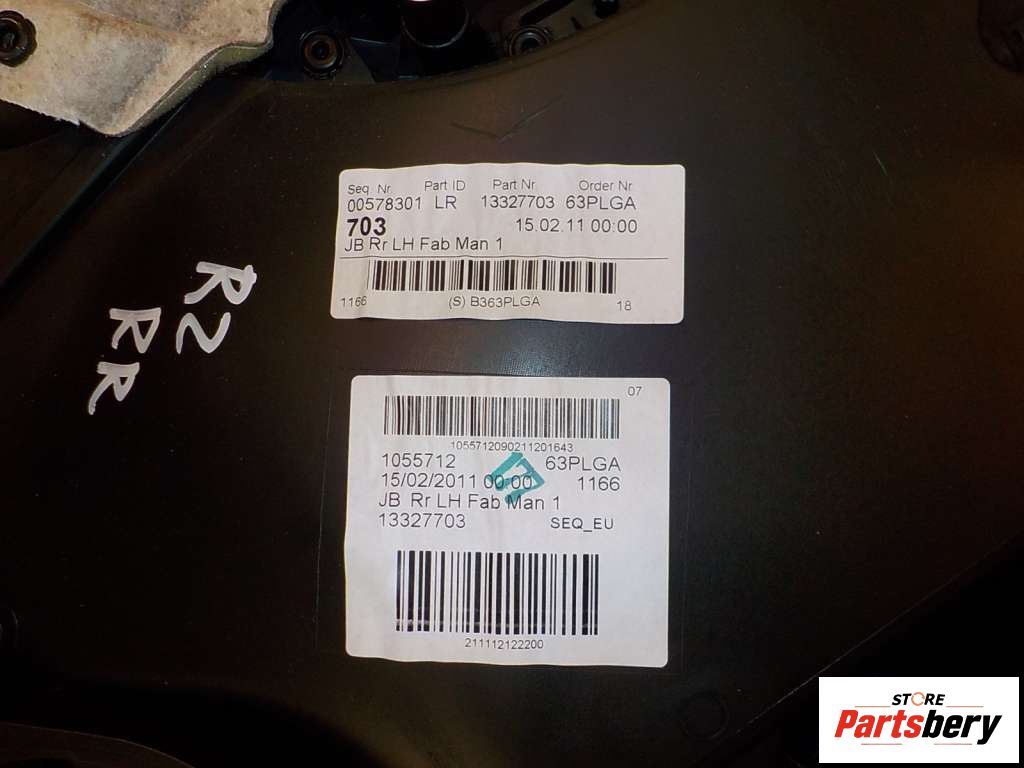 Seq. Nr. Part ID Part Nr. Order Nr.
00578301 LR 13327703 63PLGA
703 15.02.11 00:00
JB Rr LH Fab Man 1
1166 (S) B363PLGA 18
R2
RR
07
1055712090211201643
1055712 63PLGA
15/02/2011 00:00 1166
JB Rr LH Fab Man 1
13327703 SEQ_EU
211112122200
STORE
Partsbery